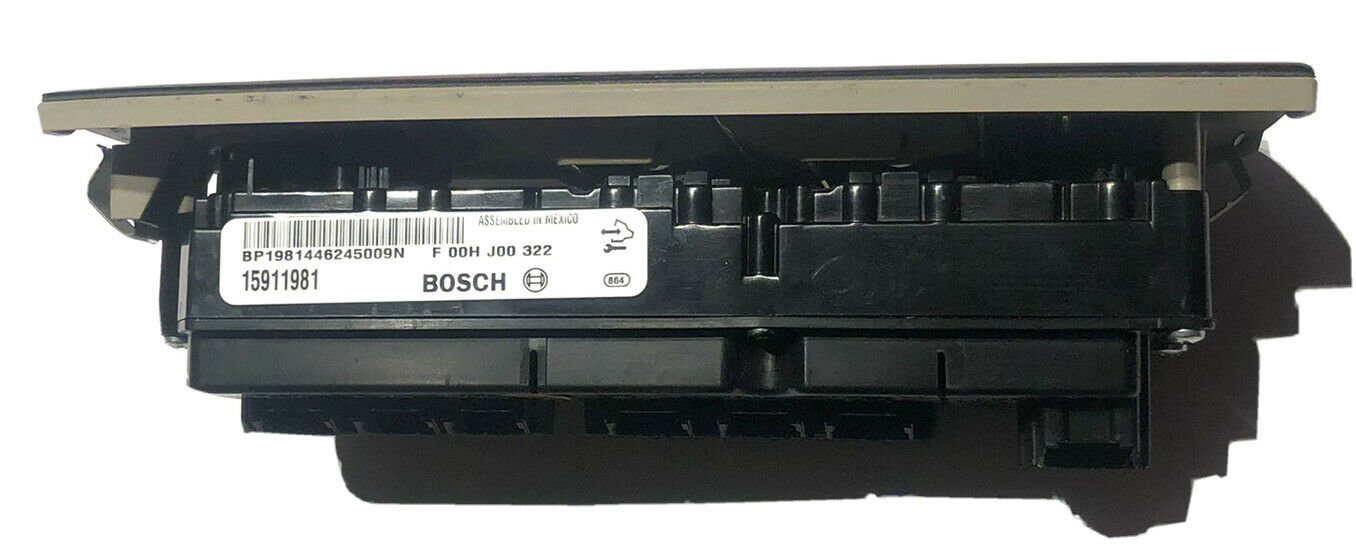 ASSEMBLED IN MEXICO
BP1981446245009N F 00H J00 322
15911981 BOSCH 864